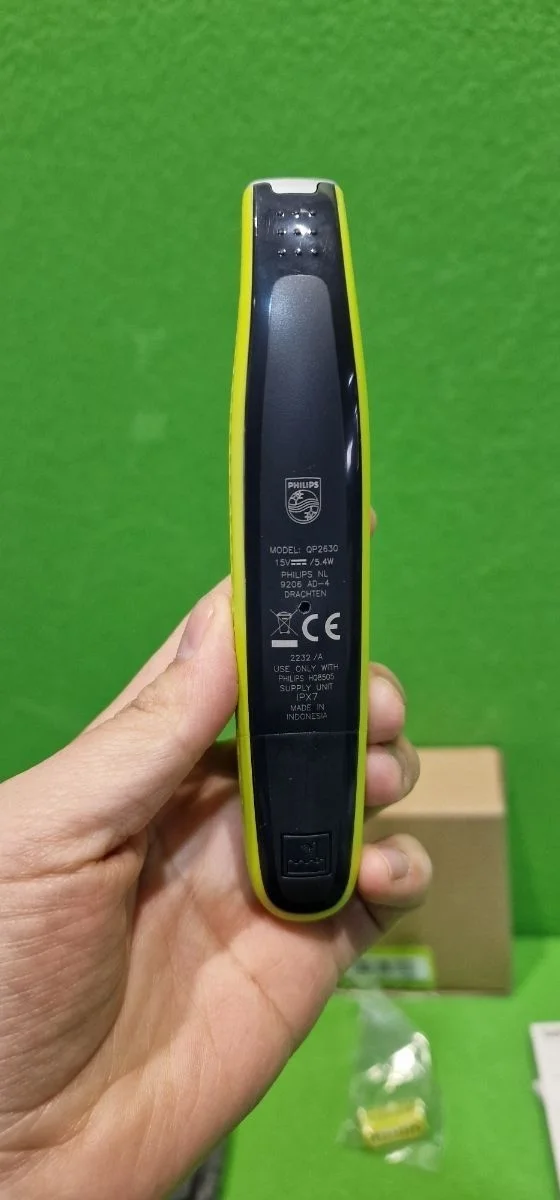 PHILIPS
MODEL: QP2630
15V⎓/5.4W
PHILIPS NL
9206 AD-4
DRACHTEN
CE
2232 /A
USE ONLY WITH
PHILIPS HQ8505
SUPPLY UNIT
IPX7
MADE IN
INDONESIA